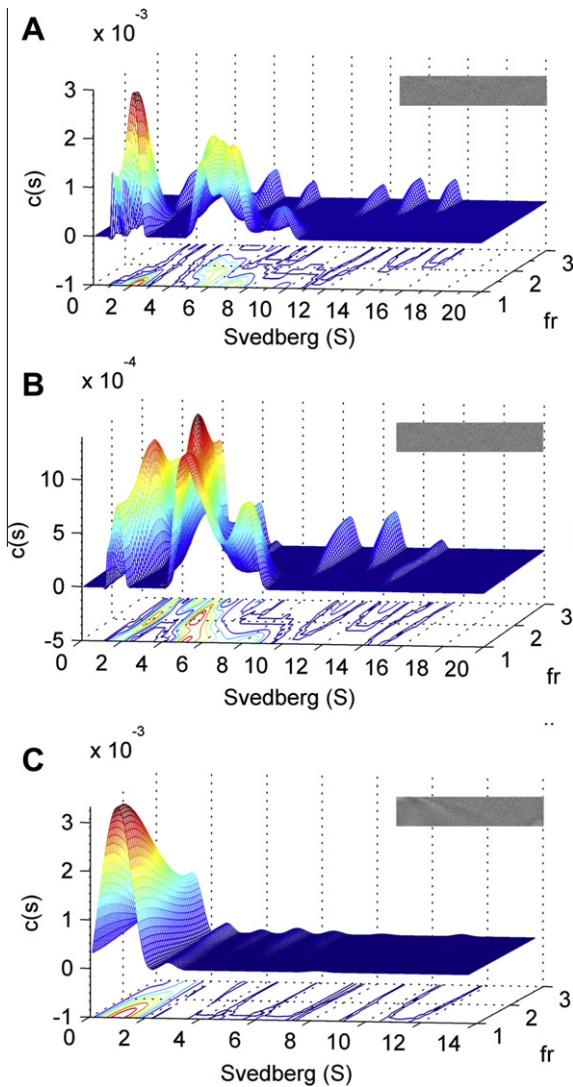 A
x 10^-3
3
2
1
0
-1
c(s)
0 2 4 6 8 10 12 14 16 18 20
1 2 3
Svedberg (S)
fr
B
x 10^-4
10
5
0
-5
c(s)
0 2 4 6 8 10 12 14 16 18 20
1 2 3
Svedberg (S)
fr
C
x 10^-3
3
2
1
0
-1
c(s)
0 2 4 6 8 10 12 14
1 2 3
Svedberg (S)
fr